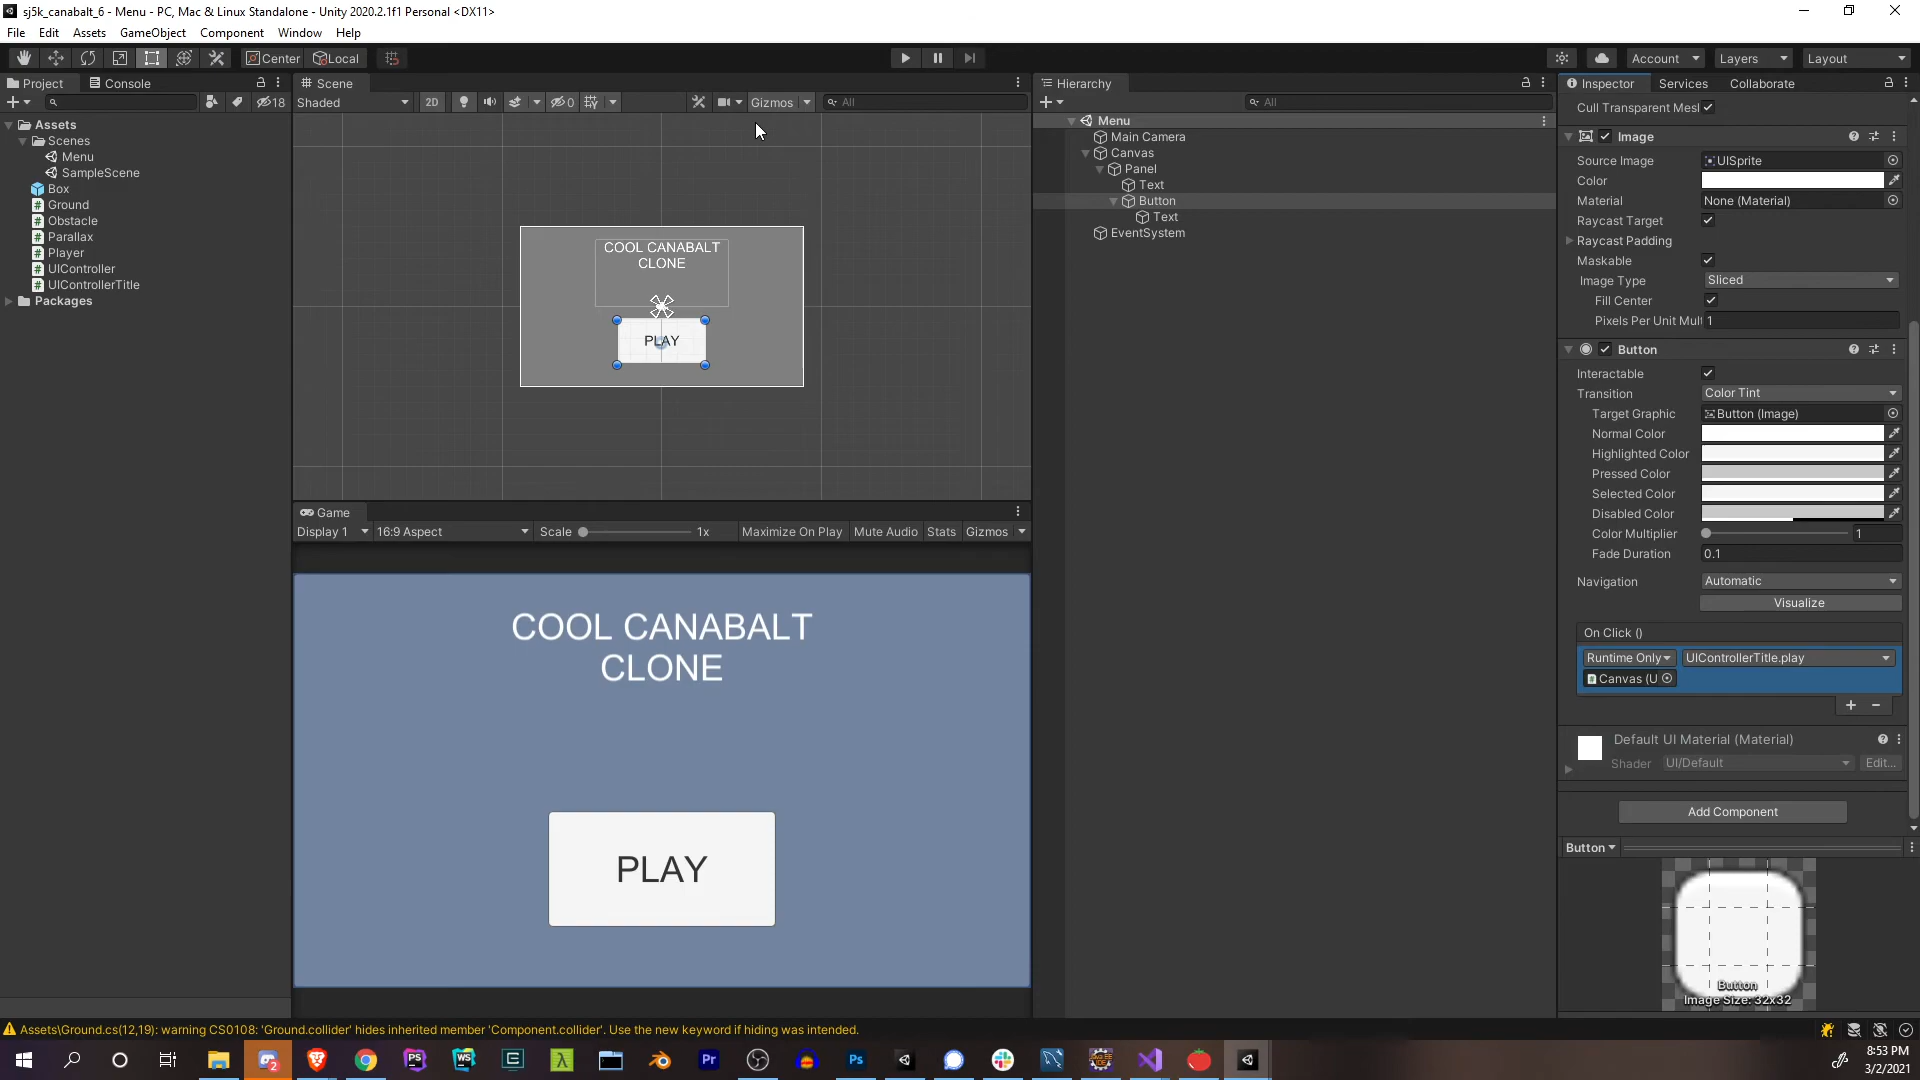 sj5k_canabalt_6 - Menu - PC, Mac & Linux Standalone - Unity 2020.2.1f1 Personal <DX11>
File Edit Assets GameObject Component Window Help
Center Local Account Layers Layout
Project Console
18
Assets
Scenes
Menu
SampleScene
Box
Ground
Obstacle
Parallax
Player
UIController
UIControllerTitle
Packages
Scene
Shaded 2D 0 Gizmos All
COOL CANABALT
CLONE
PLAY
Game
Display 1 16:9 Aspect Scale 1x Maximize On Play Mute Audio Stats Gizmos
COOL CANABALT
CLONE
PLAY
Hierarchy
All
Menu
Main Camera
Canvas
Panel
Text
Button
Text
EventSystem
Inspector Services Collaborate
Cull Transparent Mesl
Image
Source Image UISprite
Color
Material None (Material)
Raycast Target
Raycast Padding
Maskable
Image Type Sliced
Fill Center
Pixels Per Unit Mult 1
Button
Interactable
Transition Color Tint
Target Graphic Button (Image)
Normal Color
Highlighted Color
Pressed Color
Selected Color
Disabled Color
Color Multiplier 1
Fade Duration 0.1
Navigation Automatic
Visualize
On Click ()
Runtime Only UIControllerTitle.play
Canvas (U
+ −
Default UI Material (Material)
Shader UI/Default Edit...
Add Component
Button
Button
Image Size: 32x32
Assets\Ground.cs(12,19): warning CS0108: 'Ground.collider' hides inherited member 'Component.collider'. Use the new keyword if hiding was intended.
8:53 PM
3/2/2021